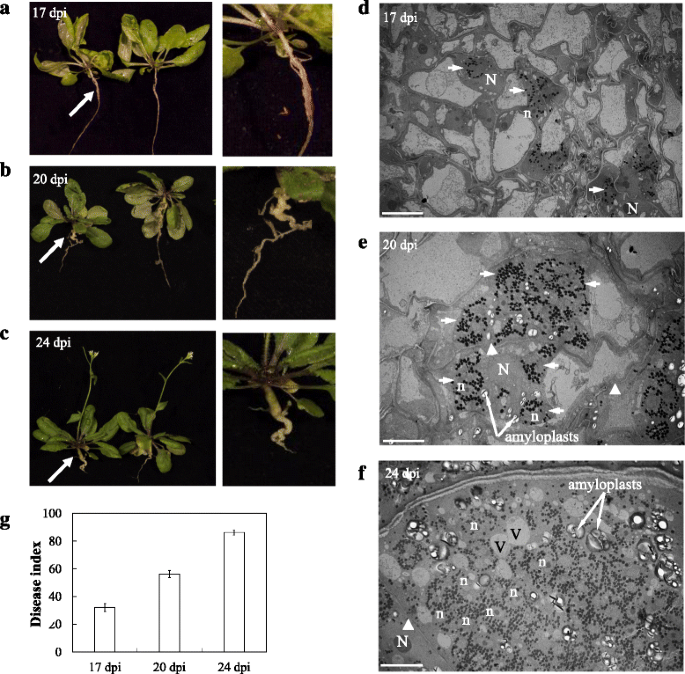 a
17 dpi
b
20 dpi
c
24 dpi
g
Disease index
100
80
60
40
20
0
17 dpi
20 dpi
24 dpi
d
17 dpi
N
n
N
e
20 dpi
N
n
n
amyloplasts
f
24 dpi
amyloplasts
n
V
V
n
n
n
n
n
n
N